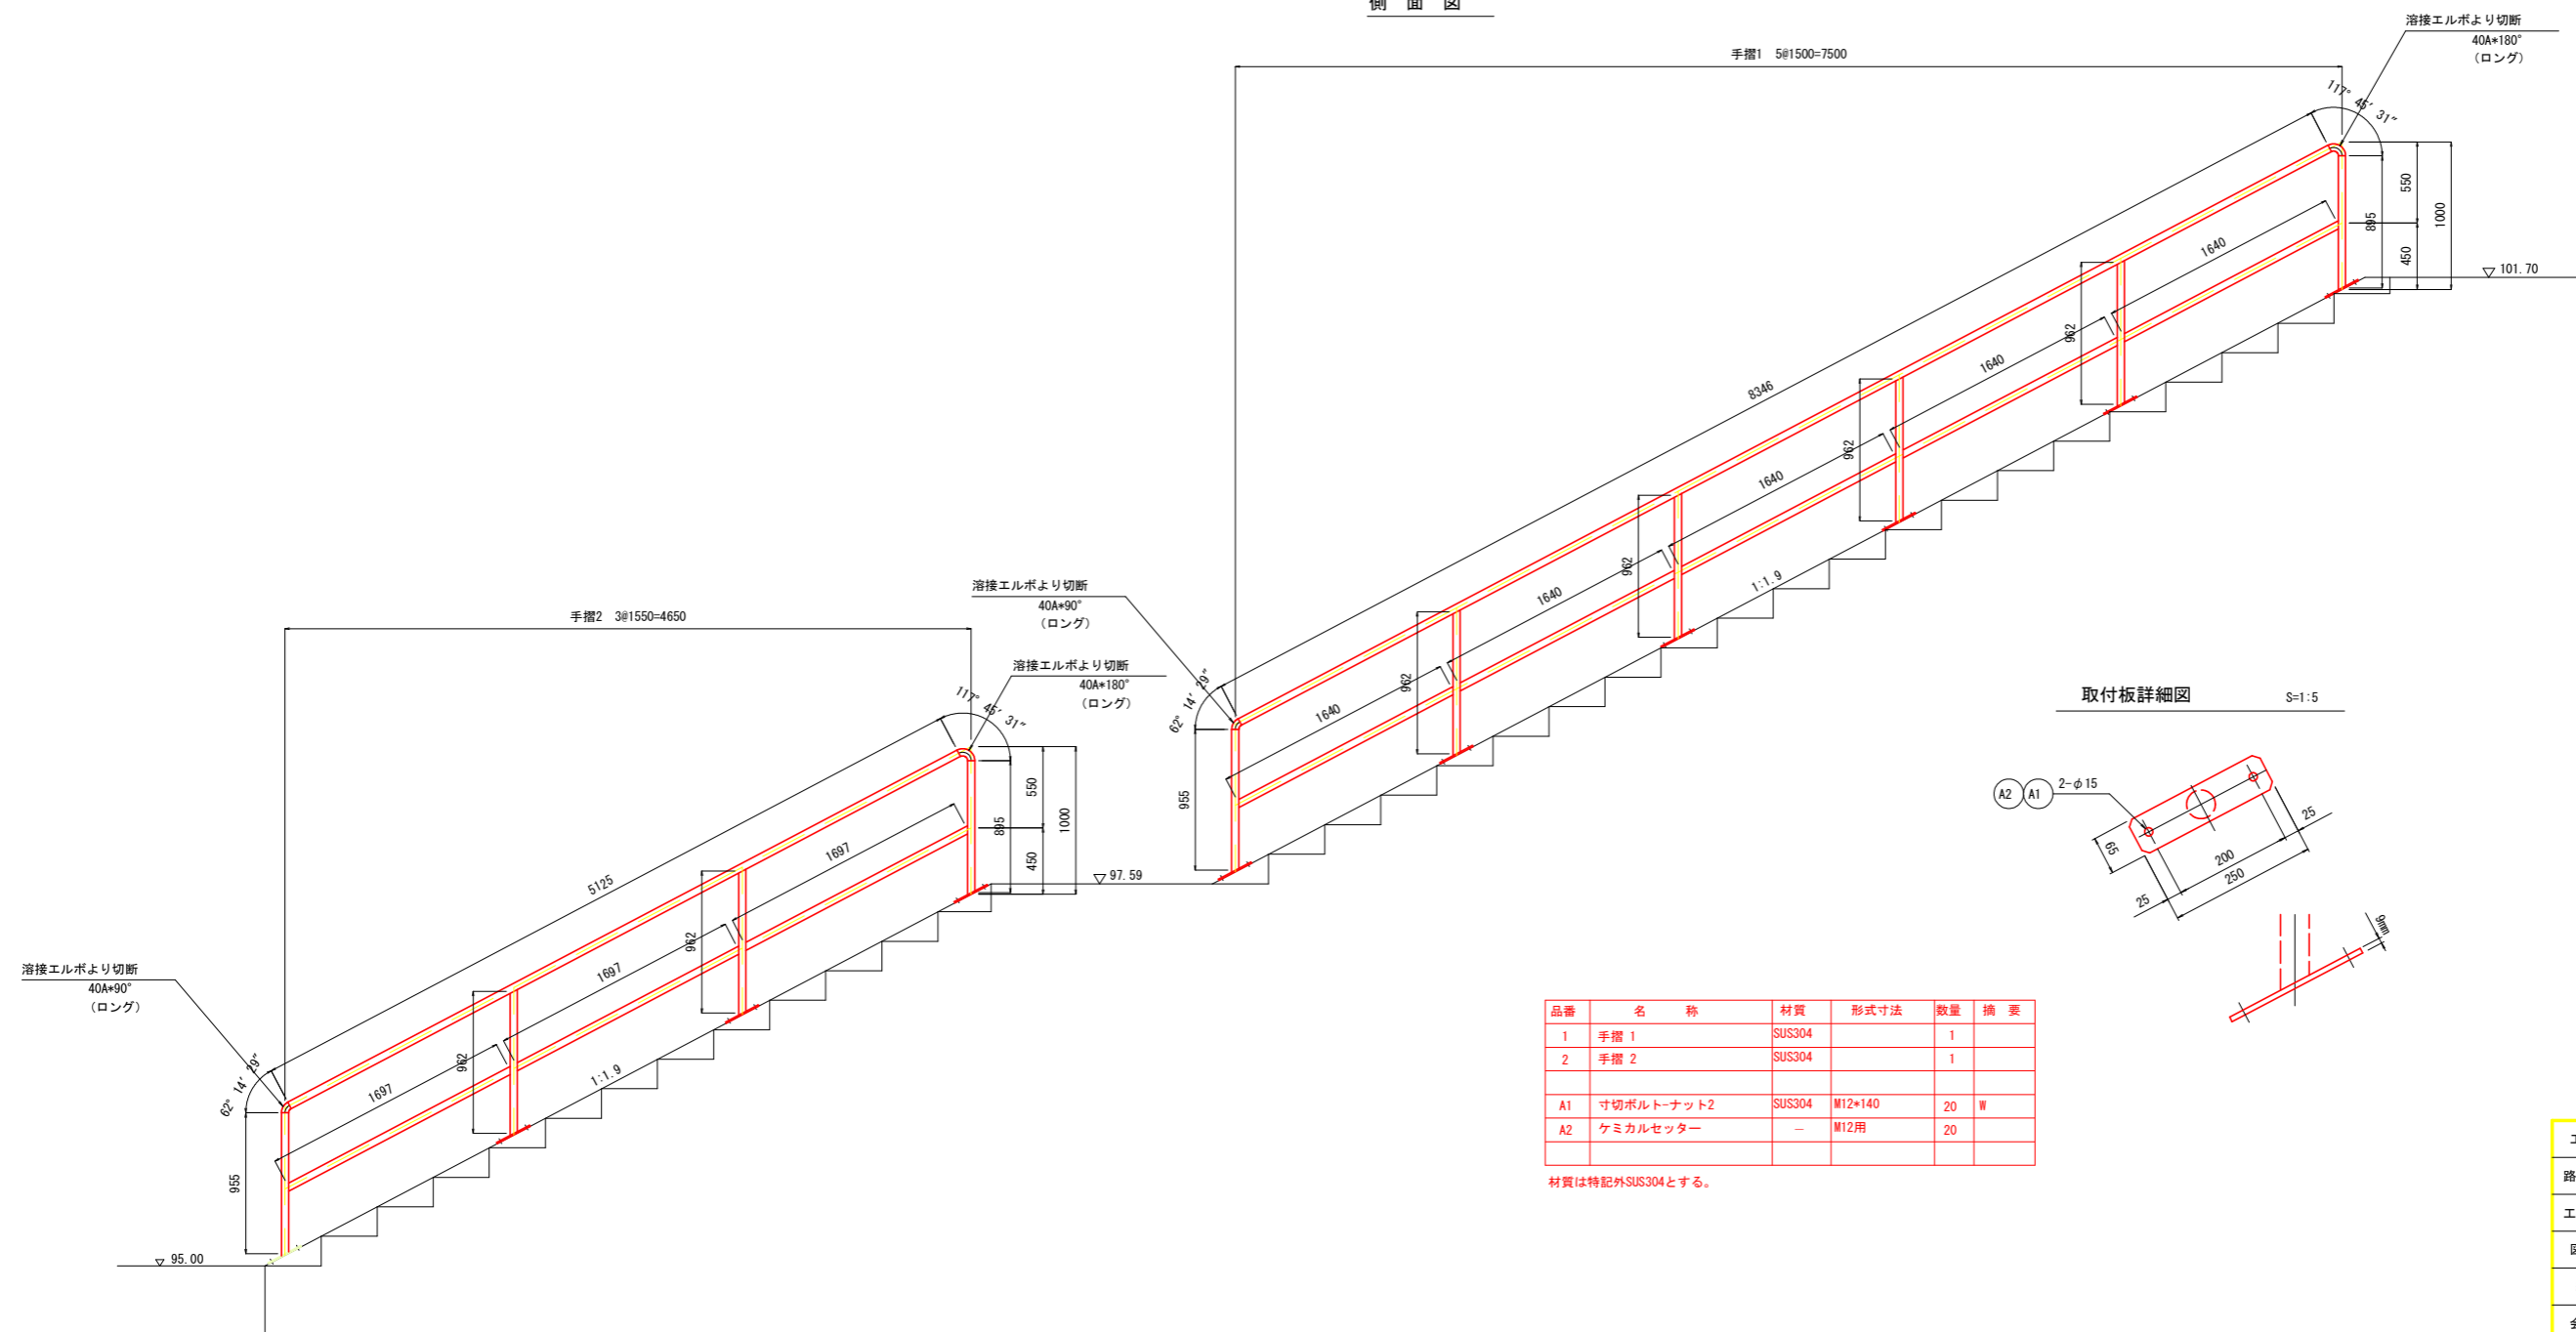 側 面 図
溶接エルボより切断
40A*180°
(ロング)
手摺1 5@1500=7500
117° 45′ 31″
550
895
1000
450
1640
101.70
962
1640
8346
962
1640
962
1640
1:1.9
962
1640
62° 14′ 29″
955
溶接エルボより切断
40A*90°
(ロング)
手摺2 3@1550=4650
溶接エルボより切断
40A*180°
(ロング)
117° 45′ 31″
550
895
1000
450
97.59
1697
5125
962
1697
962
1:1.9
1697
62° 14′ 29″
955
溶接エルボより切断
40A*90°
(ロング)
95.00
取付板詳細図 S=1:5
A2 A1 2-φ15
65
25
200
250
25
9mm
品番 名 称 材質 形式寸法 数量 摘 要
1 手摺 1 SUS304 1
2 手摺 2 SUS304 1
A1 寸切ボルト-ナット2 SUS304 M12*140 20 W
A2 ケミカルセッター － M12用 20
材質は特記外SUS304とする。
路